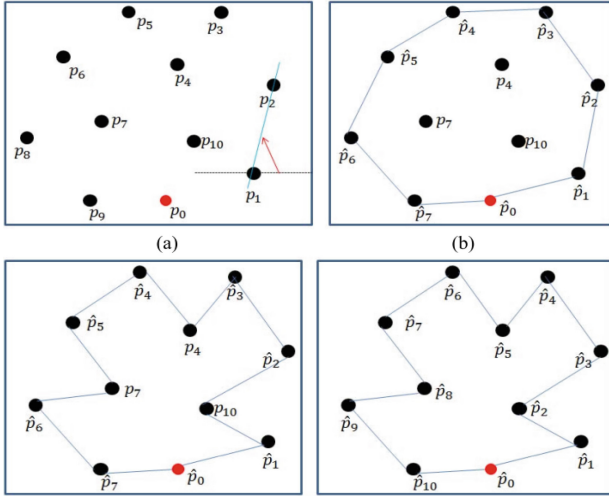 p₅ p₃
p₆ p₄
p₂
p₇
p₈ p₁₀
p₁
p₉ p₀
(a)
p̂₄ p̂₃
p̂₅ p₄
p̂₂
p₇
p̂₆ p₁₀
p̂₁
p̂₇ p̂₀
(b)
p̂₄ p̂₃
p̂₅ p₄
p̂₂
p₇
p̂₆ p₁₀
p̂₁
p̂₇ p̂₀
p̂₆ p̂₄
p̂₇ p̂₅
p̂₃
p̂₈
p̂₉ p̂₂
p̂₁
p̂₁₀ p̂₀